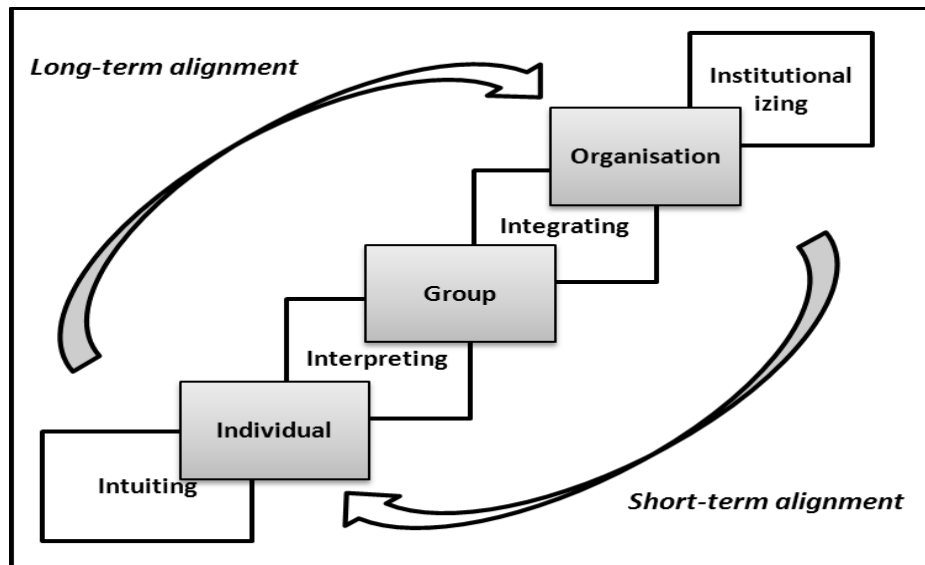 Long-term alignment
Institutional
izing
Organisation
Integrating
Group
Interpreting
Individual
Intuiting
Short-term alignment